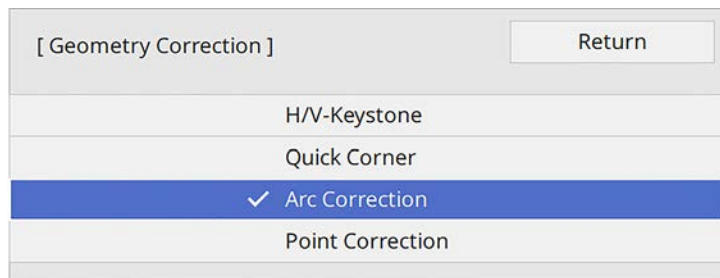 [ Geometry Correction ]
Return
H/V-Keystone
Quick Corner
Arc Correction
Point Correction